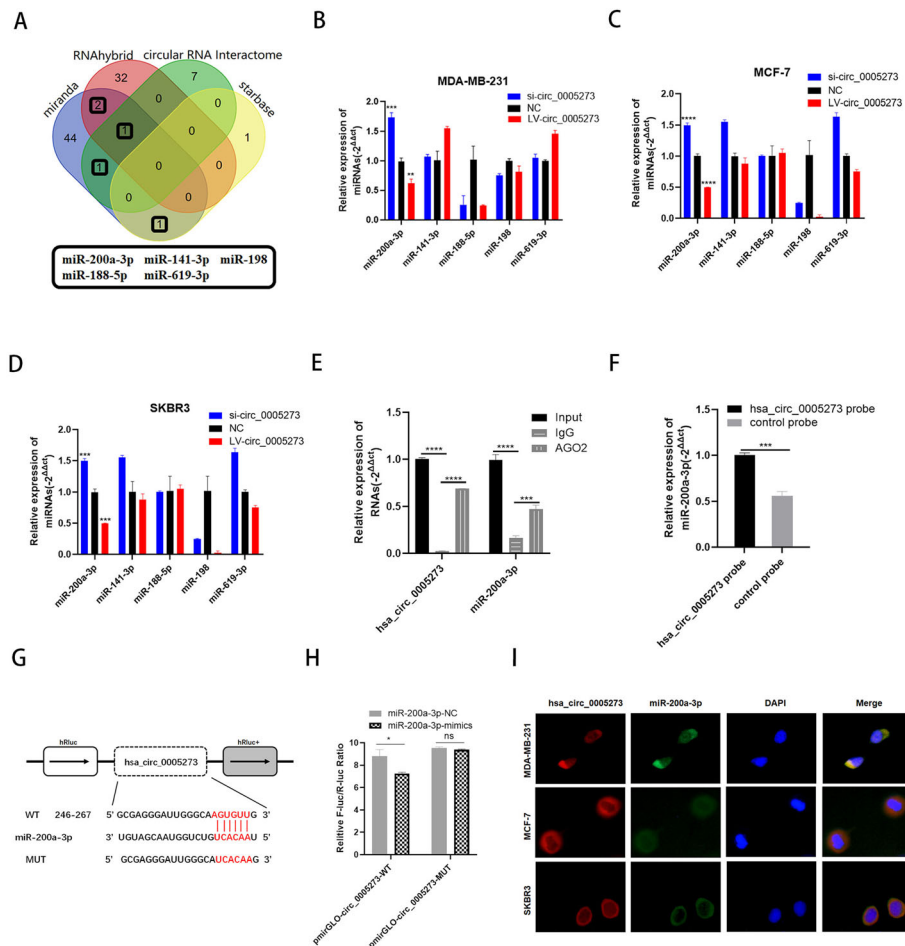 A
RNAhybrid
circular RNA Interactome
miranda
starbase
32
7
44
2
0
0
1
1
0
0
1
0
0
0
0
1
miR-200a-3p miR-141-3p miR-198
miR-188-5p miR-619-3p
B
MDA-MB-231
si-circ_0005273
NC
LV-circ_0005273
Relative expression of
miRNAs(-2^ΔΔct)
2.0
1.5
1.0
0.5
0.0
***
**
miR-200a-3p
miR-141-3p
miR-188-5p
miR-198
miR-619-3p
C
MCF-7
si-circ_0005273
NC
LV-circ_0005273
Relative expression of
miRNAs(-2^ΔΔct)
2.0
1.5
1.0
0.5
0.0
****
****
miR-200a-3p
miR-141-3p
miR-188-5p
miR-198
miR-619-3p
D
SKBR3
si-circ_0005273
NC
LV-circ_0005273
Relative expression of
miRNAs(-2^ΔΔct)
2.0
1.5
1.0
0.5
0.0
***
***
miR-200a-3p
miR-141-3p
miR-188-5p
miR-198
miR-619-3p
E
Input
IgG
AGO2
Relative expression of
RNAs(-2^ΔΔct)
1.5
1.0
0.5
0.0
****
****
****
***
hsa_circ_0005273
miR-200a-3p
F
hsa_circ_0005273 probe
control probe
Relative expression of
miR-200a-3p(-2^ΔΔct)
1.5
1.0
0.5
0.0
***
hsa_circ_0005273 probe
control probe
G
hRluc
hsa_circ_0005273
hRluc+
WT 246-267 5' GCGAGGGAUUGGGCAAGUGUUG 3'
miR-200a-3p 3' UGUAGCAAUGGUCUGUCACAAU 5'
MUT 5' GCGAGGGAUUGGGCAUCACAAG 3'
H
miR-200a-3p-NC
miR-200a-3p-mimics
Relitive F-luc/R-luc Ratio
10
8
6
4
2
0
*
ns
pmirGLO-circ_0005273-WT
pmirGLO-circ_0005273-MUT
I
hsa_circ_0005273
miR-200a-3p
DAPI
Merge
MDA-MB-231
MCF-7
SKBR3